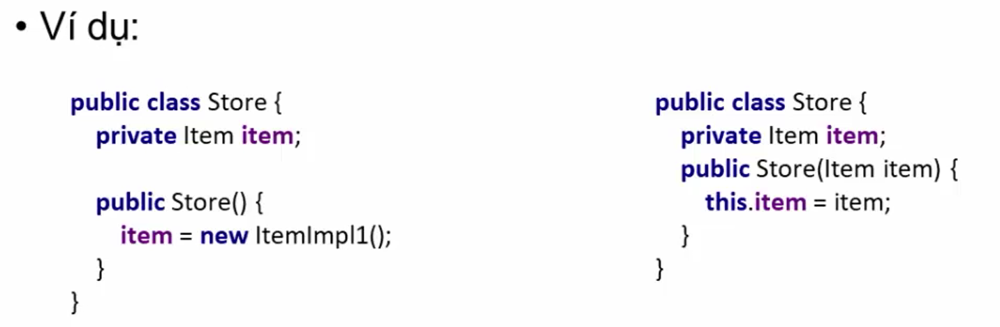 • Ví dụ:
public class Store {
private Item item;
public Store() {
item = new ItemImpl1();
}
}
public class Store {
private Item item;
public Store(Item item) {
this.item = item;
}
}